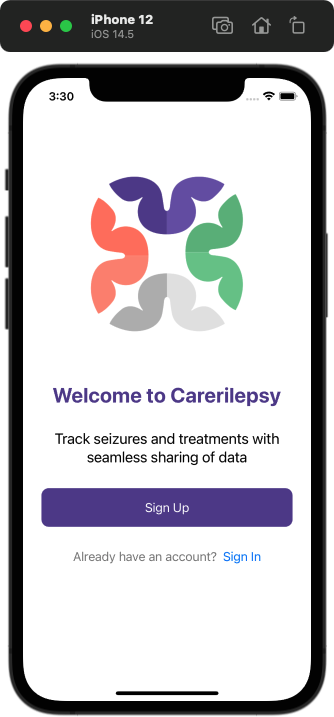 iPhone 12
iOS 14.5
3:30
Welcome to Carerilepsy
Track seizures and treatments with
seamless sharing of data
Sign Up
Already have an account? Sign In